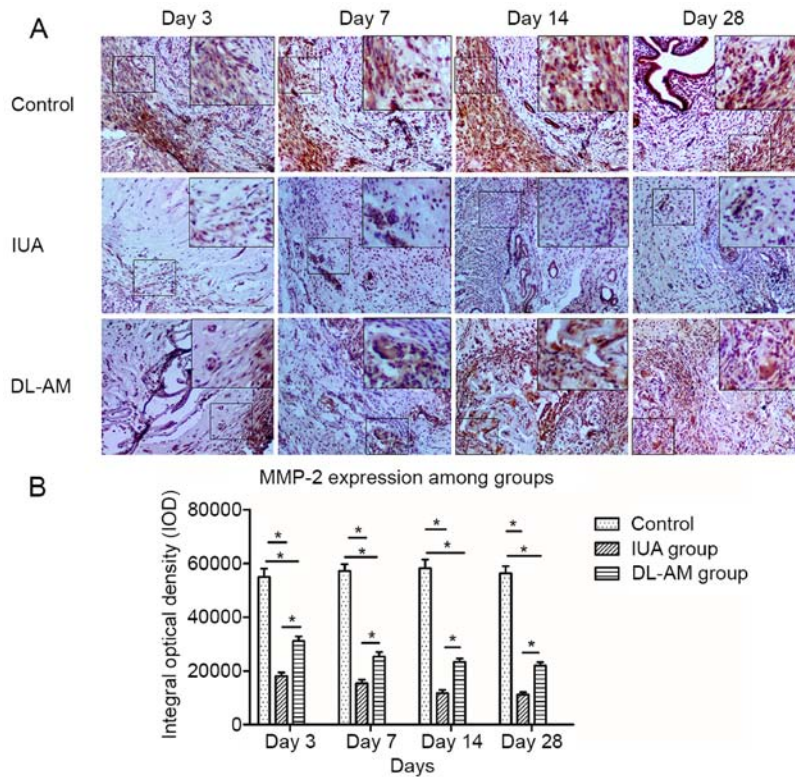 A
Day 3 Day 7 Day 14 Day 28
Control
IUA
DL-AM
B
MMP-2 expression among groups
Integral optical density (IOD)
80000
60000
40000
20000
0
* * * * * * * * * * * *
Control
IUA group
DL-AM group
Day 3 Day 7 Day 14 Day 28
Days